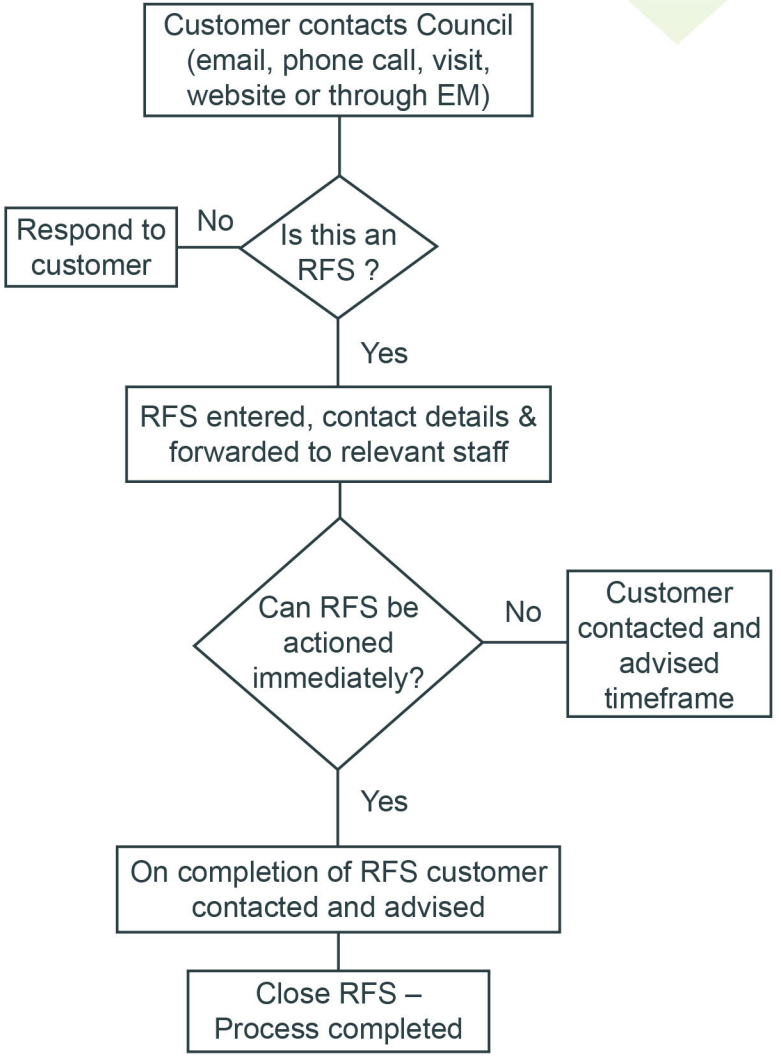 Customer contacts Council
(email, phone call, visit,
website or through EM)
Respond to
customer
No
Is this an
RFS ?
Yes
RFS entered, contact details &
forwarded to relevant staff
Can RFS be
actioned
immediately?
No
Customer
contacted and
advised
timeframe
Yes
On completion of RFS customer
contacted and advised
Close RFS –
Process completed